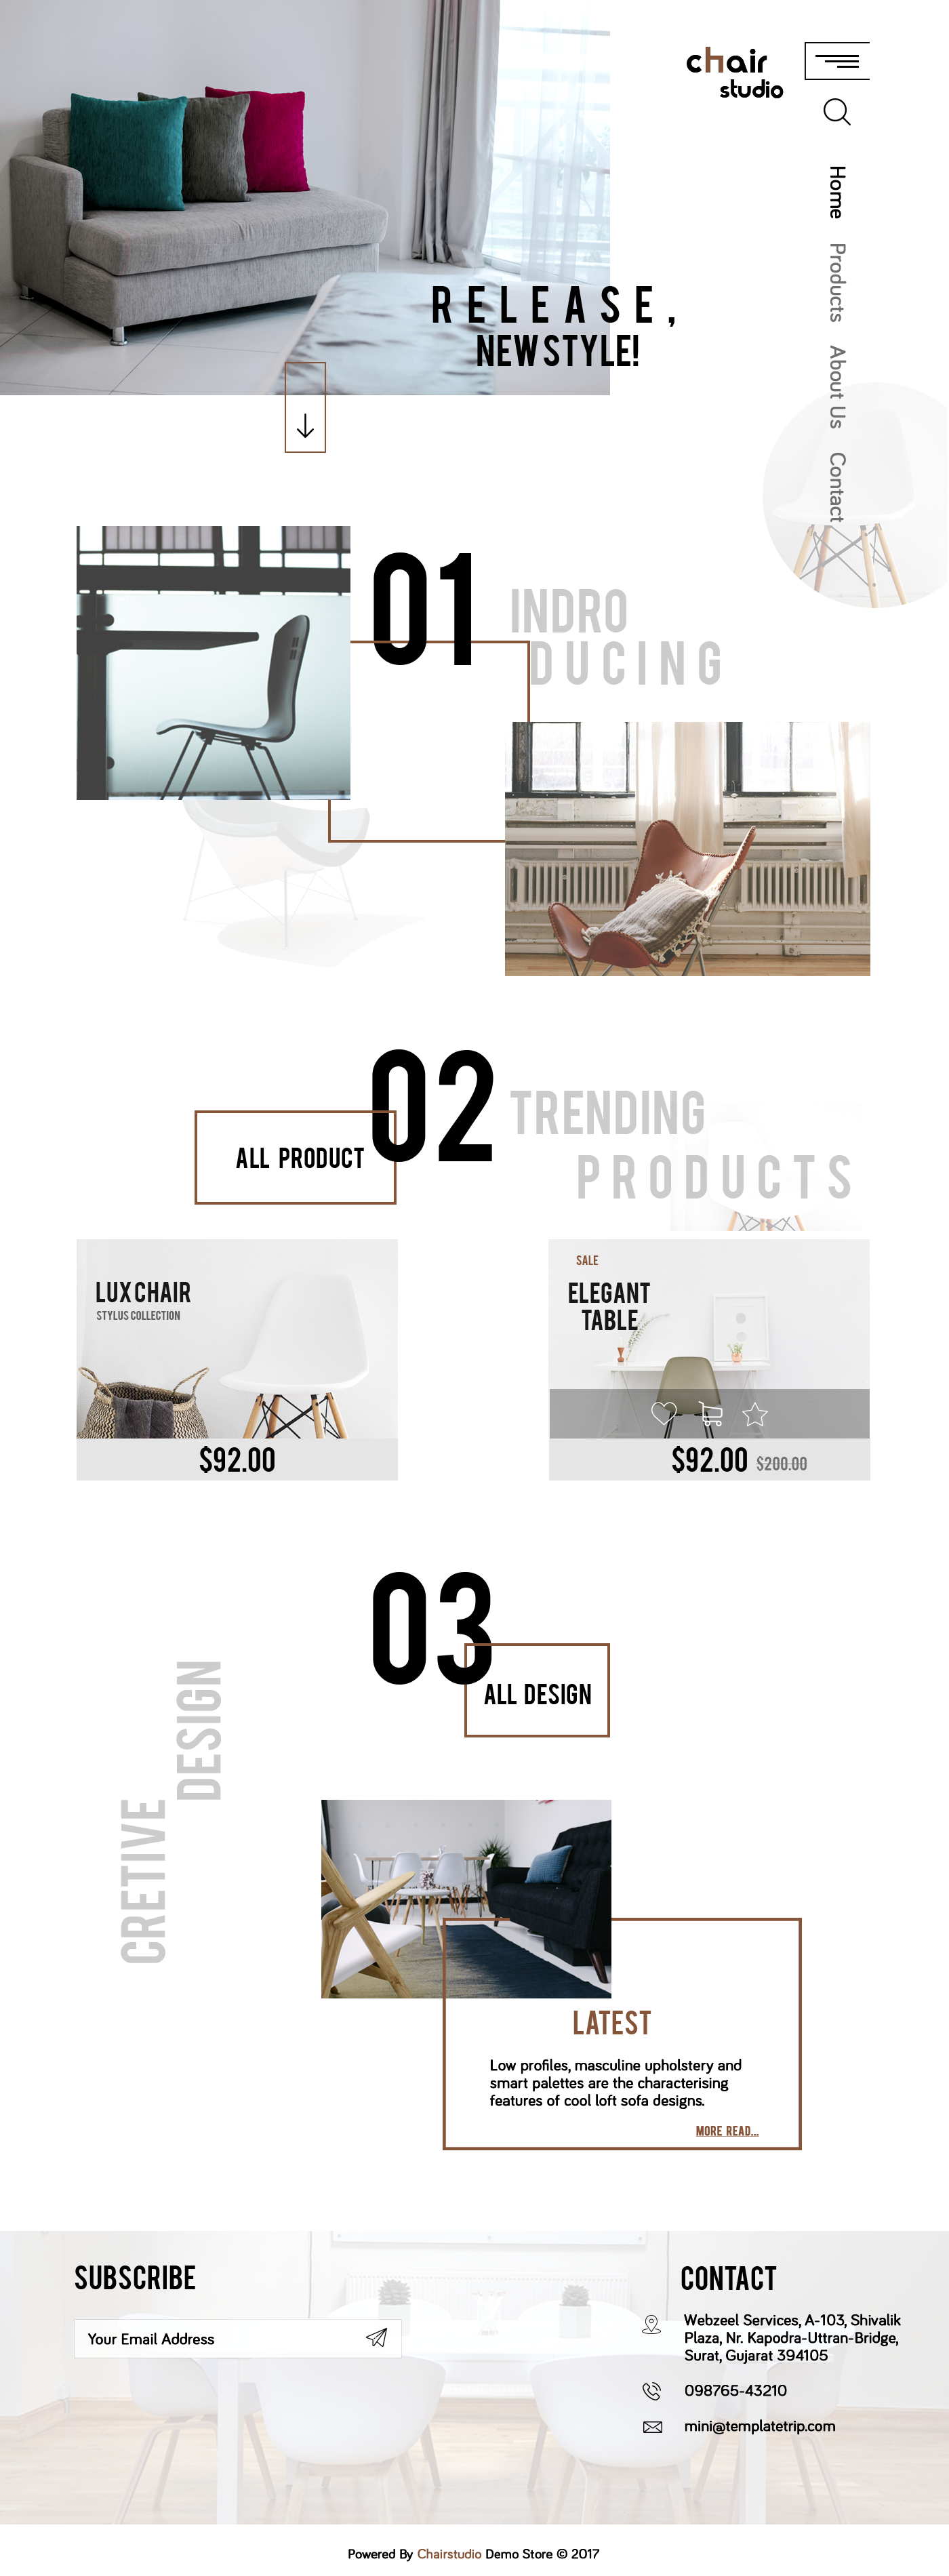 chair
studio
Home
Products
About Us
Contact
RELEASE,
NEW STYLE!
01
INDRO
DUCING
02
TRENDING
PRODUCTS
ALL PRODUCT
LUX CHAIR
STYLUS COLLECTION
$92.00
SALE
ELEGANT
TABLE
$92.00 $200.00
03
ALL DESIGN
CRETIVE
DESIGN
LATEST
Low profiles, masculine upholstery and
smart palettes are the characterising
features of cool loft sofa designs.
MORE READ...
SUBSCRIBE
Your Email Address
CONTACT
Webzeel Services, A-103, Shivalik
Plaza, Nr. Kapodra-Uttran-Bridge,
Surat, Gujarat 394105
098765-43210
mini@templatetrip.com
Powered By Chairstudio Demo Store © 2017